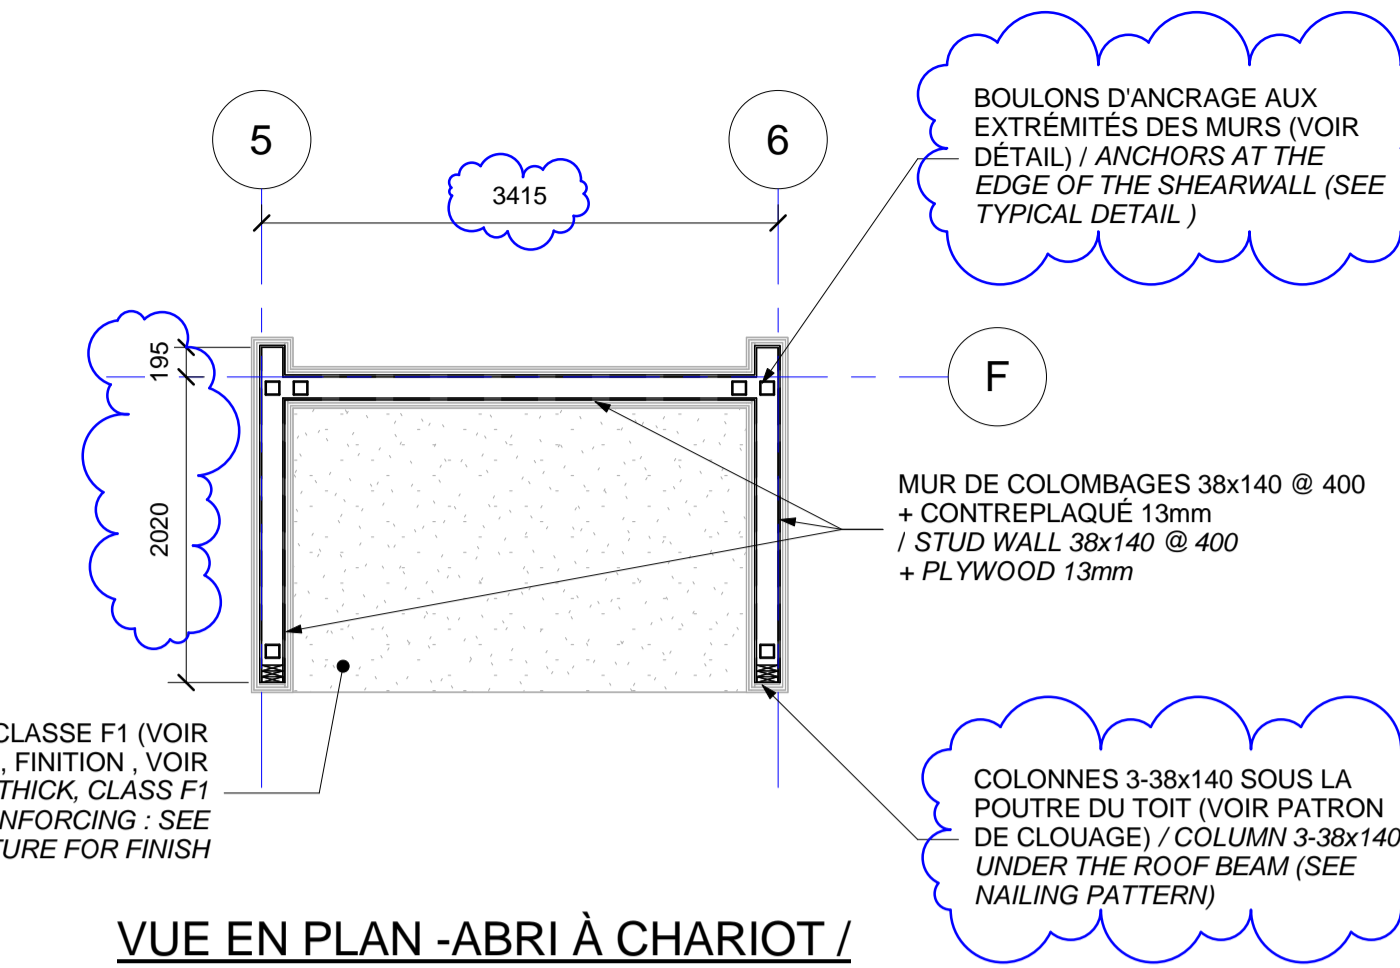 5
6
3415
BOULONS D'ANCRAGE AUX
EXTRÉMITÉS DES MURS (VOIR
DÉTAIL) / ANCHORS AT THE
EDGE OF THE SHEARWALL (SEE
TYPICAL DETAIL )
195
F
2020
MUR DE COLOMBAGES 38x140 @ 400
+ CONTREPLAQUÉ 13mm
/ STUD WALL 38x140 @ 400
+ PLYWOOD 13mm
CLASSE F1 (VOIR
, FINITION , VOIR
THICK, CLASS F1
NFORCING : SEE
TURE FOR FINISH
COLONNES 3-38x140 SOUS LA
POUTRE DU TOIT (VOIR PATRON
DE CLOUAGE) / COLUMN 3-38x140
UNDER THE ROOF BEAM (SEE
NAILING PATTERN)
VUE EN PLAN -ABRI À CHARIOT /